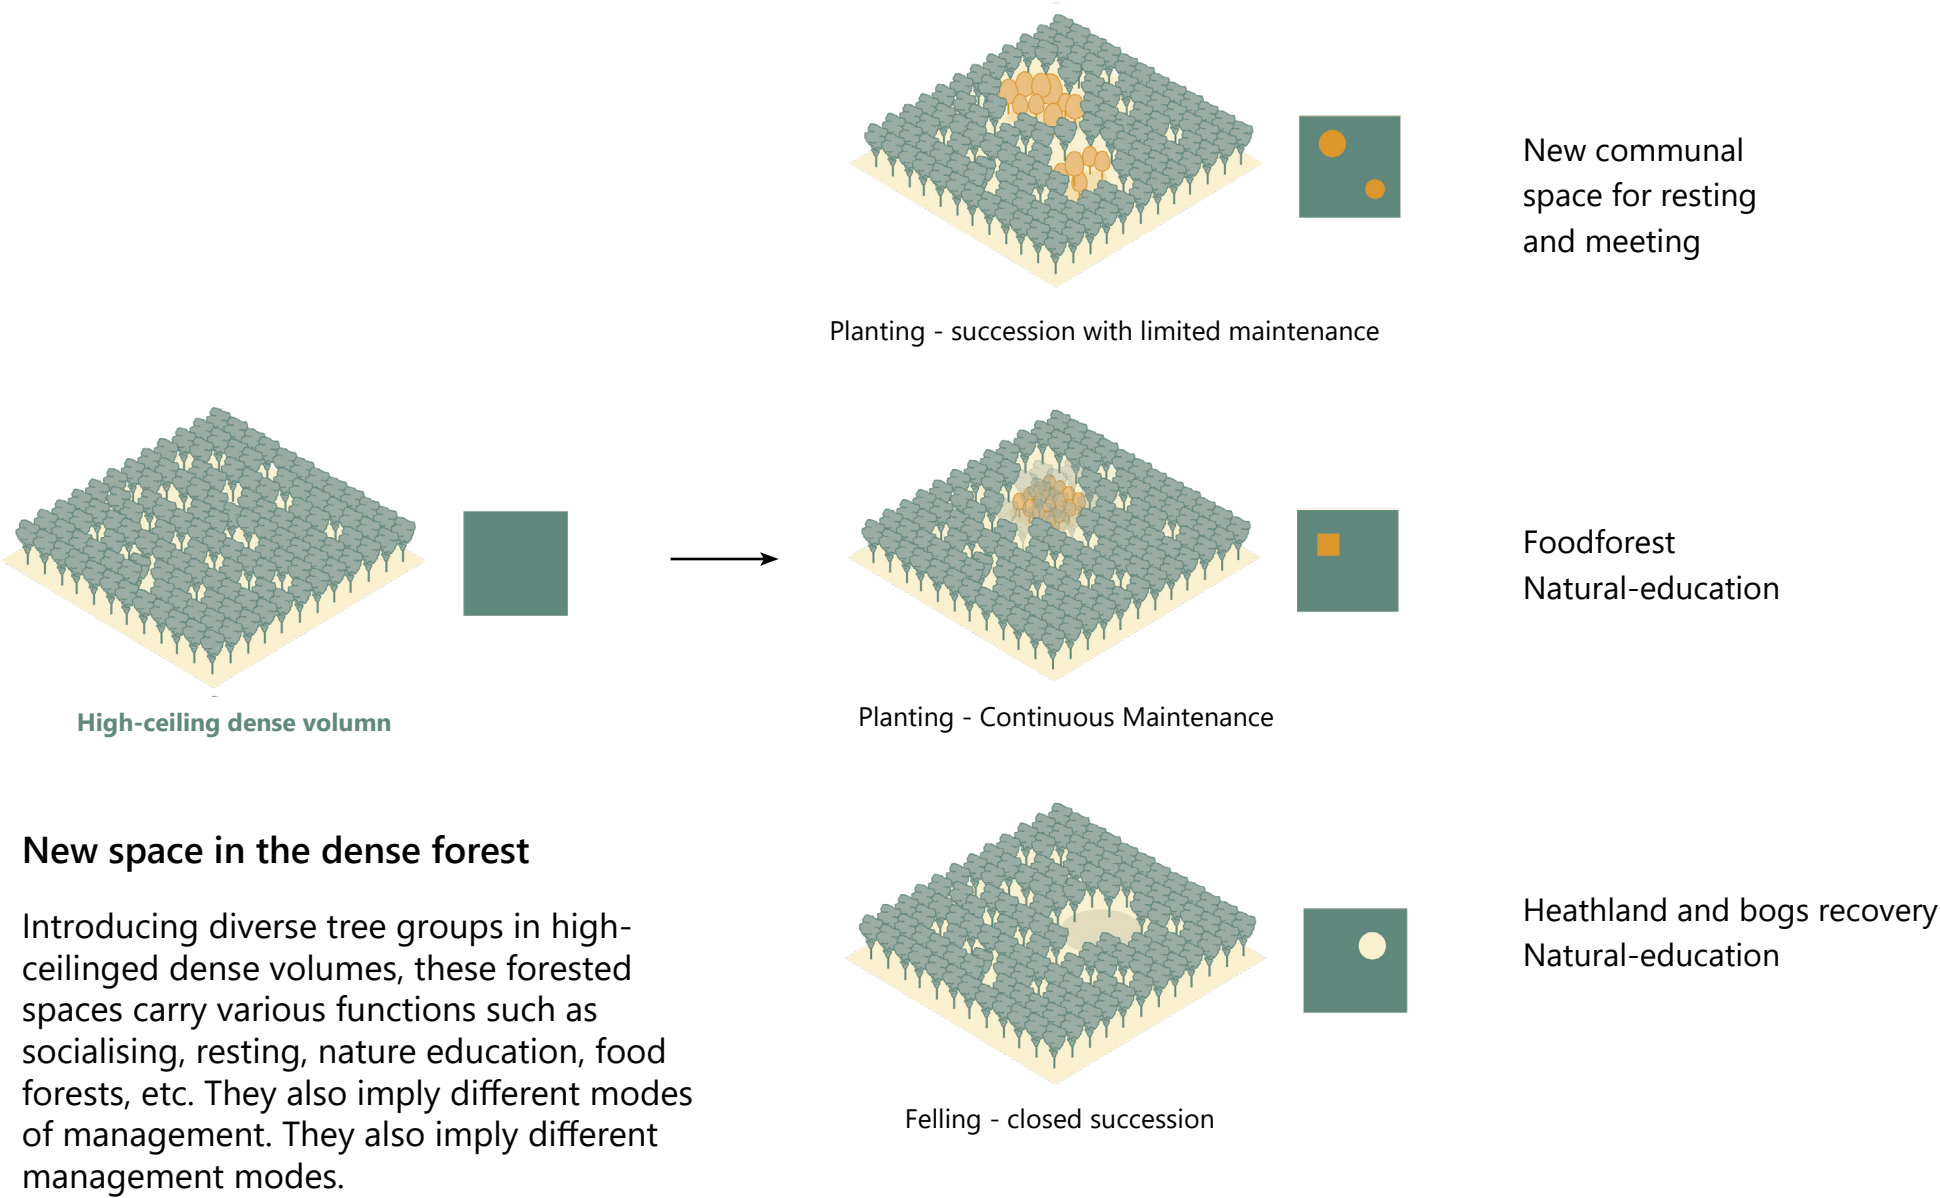 New communal
space for resting
and meeting
Planting - succession with limited maintenance
High-ceiling dense volumn
Foodforest
Natural-education
Planting - Continuous Maintenance
New space in the dense forest
Introducing diverse tree groups in high-
ceilinged dense volumes, these forested
spaces carry various functions such as
socialising, resting, nature education, food
forests, etc. They also imply different modes
of management. They also imply different
management modes.
Heathland and bogs recovery
Natural-education
Felling - closed succession